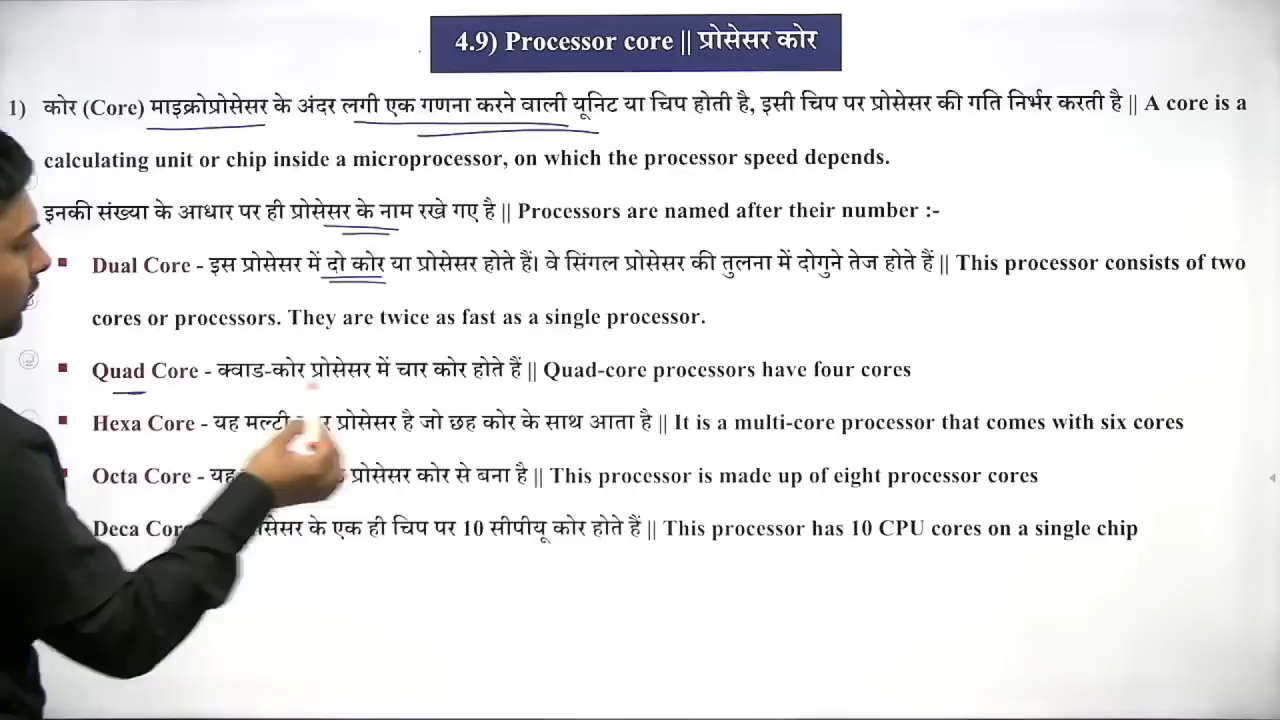 4.9) Processor core || प्रोसेसर कोर
1) कोर (Core) माइक्रोप्रोसेसर के अंदर लगी एक गणना करने वाली यूनिट या चिप होती है, इसी चिप पर प्रोसेसर की गति निर्भर करती है || A core is a
calculating unit or chip inside a microprocessor, on which the processor speed depends.
इनकी संख्या के आधार पर ही प्रोसेसर के नाम रखे गए है || Processors are named after their number :-
▪ Dual Core - इस प्रोसेसर में दो कोर या प्रोसेसर होते हैं। वे सिंगल प्रोसेसर की तुलना में दोगुने तेज होते हैं || This processor consists of two
cores or processors. They are twice as fast as a single processor.
▪ Quad Core - क्वाड-कोर प्रोसेसर में चार कोर होते हैं || Quad-core processors have four cores
▪ Hexa Core - यह मल्टी प्रोसेसर है जो छह कोर के साथ आता है || It is a multi-core processor that comes with six cores
Octa Core - यह प्रोसेसर कोर से बना है || This processor is made up of eight processor cores
Deca के एक ही चिप पर 10 सीपीयू कोर होते हैं || This processor has 10 CPU cores on a single chip